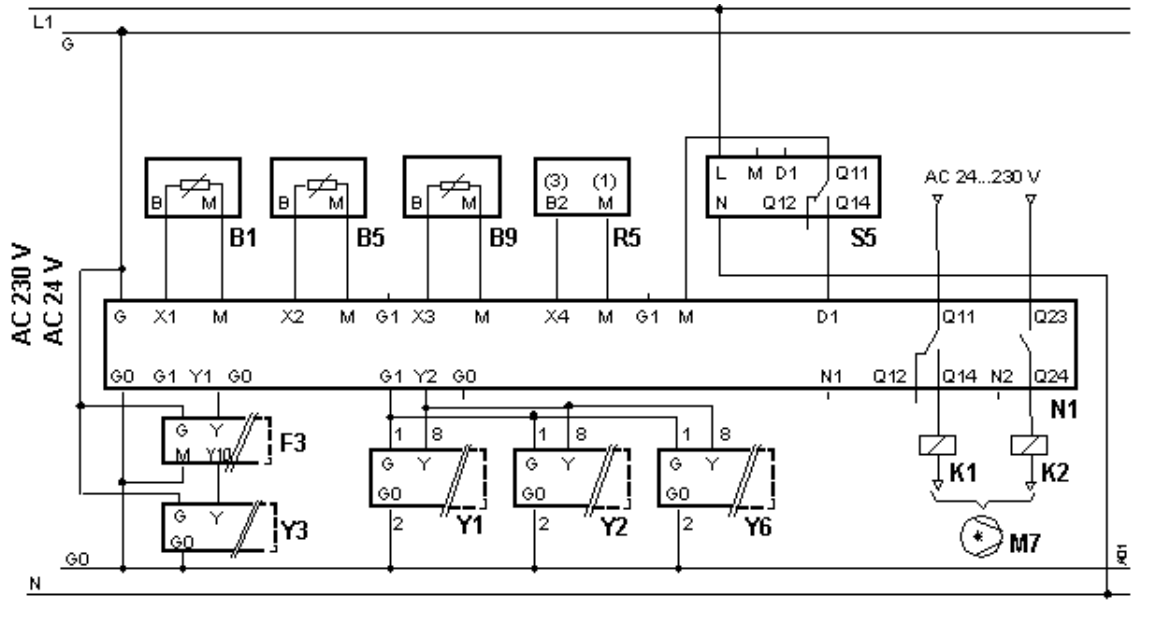 L1
G
AC 230 V
AC 24 V
B M
B1
B M
B5
B M
B9
(3) (1)
B2 M
R5
L M D1 Q11
N Q12 Q14
S5
AC 24...230 V
G X1 M X2 M G1 X3 M X4 M G1 M D1 Q11 Q23
G0 G1 Y1 G0 G1 Y2 G0 N1 Q12 Q14 N2 Q24
N1
G Y
M Y10
F3
G Y
G0
Y3
1 8
G Y
G0
2
Y1
1 8
G Y
G0
2
Y2
1 8
G Y
G0
2
Y6
K1
K2
*
M7
G0
N
A01